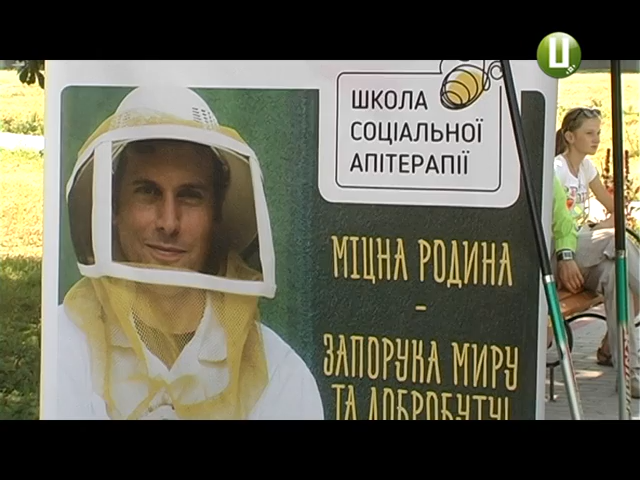 ШКОЛА
СОЦІАЛЬНОЇ
АПІТЕРАПІЇ
МІЦНА РОДИНА
-
ЗАПОРУКА МИРУ
ТА ДОБРОБУТУ!
Ц